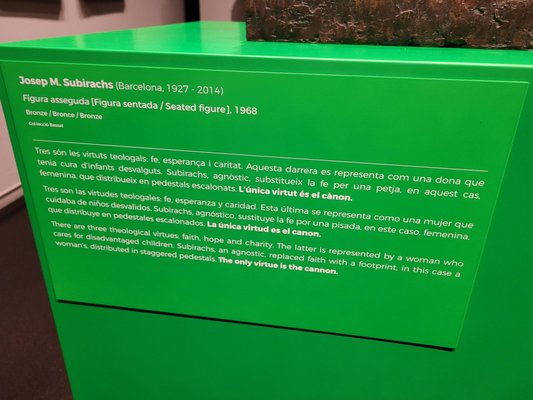 Josep M. Subirachs (Barcelona, 1927 - 2014)
Figura asseguda [Figura sentada / Seated figure], 1968
Bronze / Bronce / Bronze
Col·lecció Bassat
Tres són les virtuts teologals: fe, esperança i caritat. Aquesta darrera es representa com una dona que
tenia cura d'infants desvalguts. Subirachs, agnòstic, substitueix la fe per una petja, en aquest cas,
femenina, que distribueix en pedestals escalonats. L'única virtut és el cànon.
Tres son las virtudes teologales: fe, esperanza y caridad. Esta última se representa como una mujer que
cuidaba de niños desvalidos. Subirachs, agnóstico, sustituye la fe por una pisada, en este caso, femenina,
que distribuye en pedestales escalonados. La única virtud es el canon.
There are three theological virtues: faith, hope and charity. The latter is represented by a woman who
cares for disadvantaged children. Subirachs, an agnostic, replaced faith with a footprint, in this case a
woman's, distributed in staggered pedestals. The only virtue is the cannon.